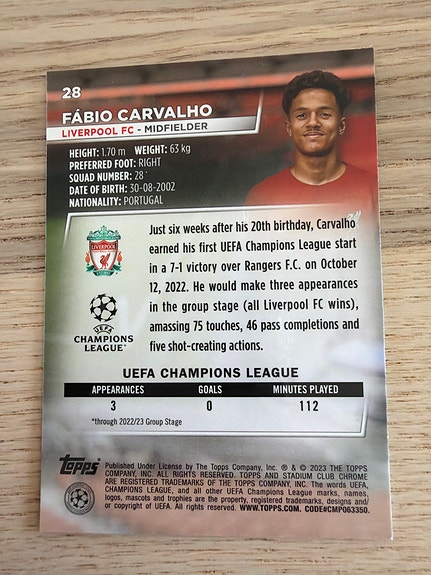 28
FÁBIO CARVALHO
LIVERPOOL FC - MIDFIELDER
HEIGHT: 1.70 m WEIGHT: 63 kg
PREFERRED FOOT: RIGHT
SQUAD NUMBER: 28
DATE OF BIRTH: 30-08-2002
NATIONALITY: PORTUGAL
Just six weeks after his 20th birthday, Carvalho
earned his first UEFA Champions League start
in a 7-1 victory over Rangers F.C. on October
12, 2022. He would make three appearances
in the group stage (all Liverpool FC wins),
amassing 75 touches, 46 pass completions and
five shot-creating actions.
UEFA
CHAMPIONS
LEAGUE
UEFA CHAMPIONS LEAGUE
APPEARANCES GOALS MINUTES PLAYED
3 0 112
*through 2022/23 Group Stage
Topps
Published Under License by The Topps Company, Inc. ® & © 2023 THE TOPPS
COMPANY, INC. ALL RIGHTS RESERVED. TOPPS AND STADIUM CLUB CHROME
ARE REGISTERED TRADEMARKS OF THE TOPPS COMPANY, INC. The words UEFA,
CHAMPIONS LEAGUE, and all other UEFA Champions League marks, names,
logos, mascots and trophies are the property, registered trademarks, designs and/
or copyright of UEFA. All rights reserved. WWW.TOPPS.COM. CODE#CMP063350.